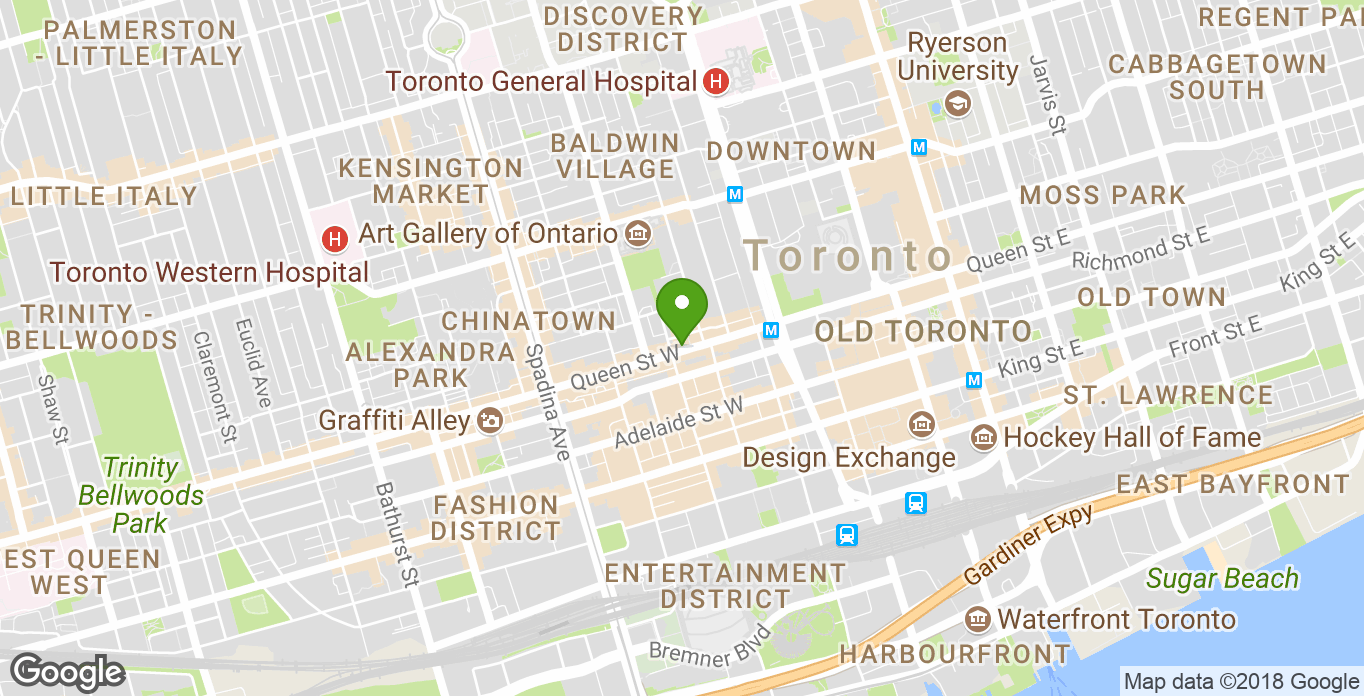 PALMERSTON
- LITTLE ITALY
DISCOVERY
DISTRICT
REGENT PA
Ryerson
University
Toronto General Hospital
H
Jarvis St
CABBAGETOWN
SOUTH
BALDWIN
VILLAGE
DOWNTOWN
M
KENSINGTON
MARKET
LITTLE ITALY
M
MOSS PARK
Art Gallery of Ontario
H
Toronto Western Hospital
Toronto
Queen St E
Richmond St E
King St E
OLD TOWN
TRINITY -
BELLWOODS
Claremont St
Euclid Ave
CHINATOWN
M
OLD TORONTO
Front St E
ALEXANDRA
PARK
Spadina Ave
Queen St W
King St E
M
Shaw St
ST. LAWRENCE
Graffiti Alley
Adelaide St W
Design Exchange
Hockey Hall of Fame
Trinity
Bellwoods
Park
Bathurst St
FASHION
DISTRICT
EAST BAYFRONT
Gardiner Expy
EST QUEEN
WEST
ENTERTAINMENT
DISTRICT
Sugar Beach
Waterfront Toronto
Bremner Blvd
HARBOURFRONT
Google
Map data ©2018 Google